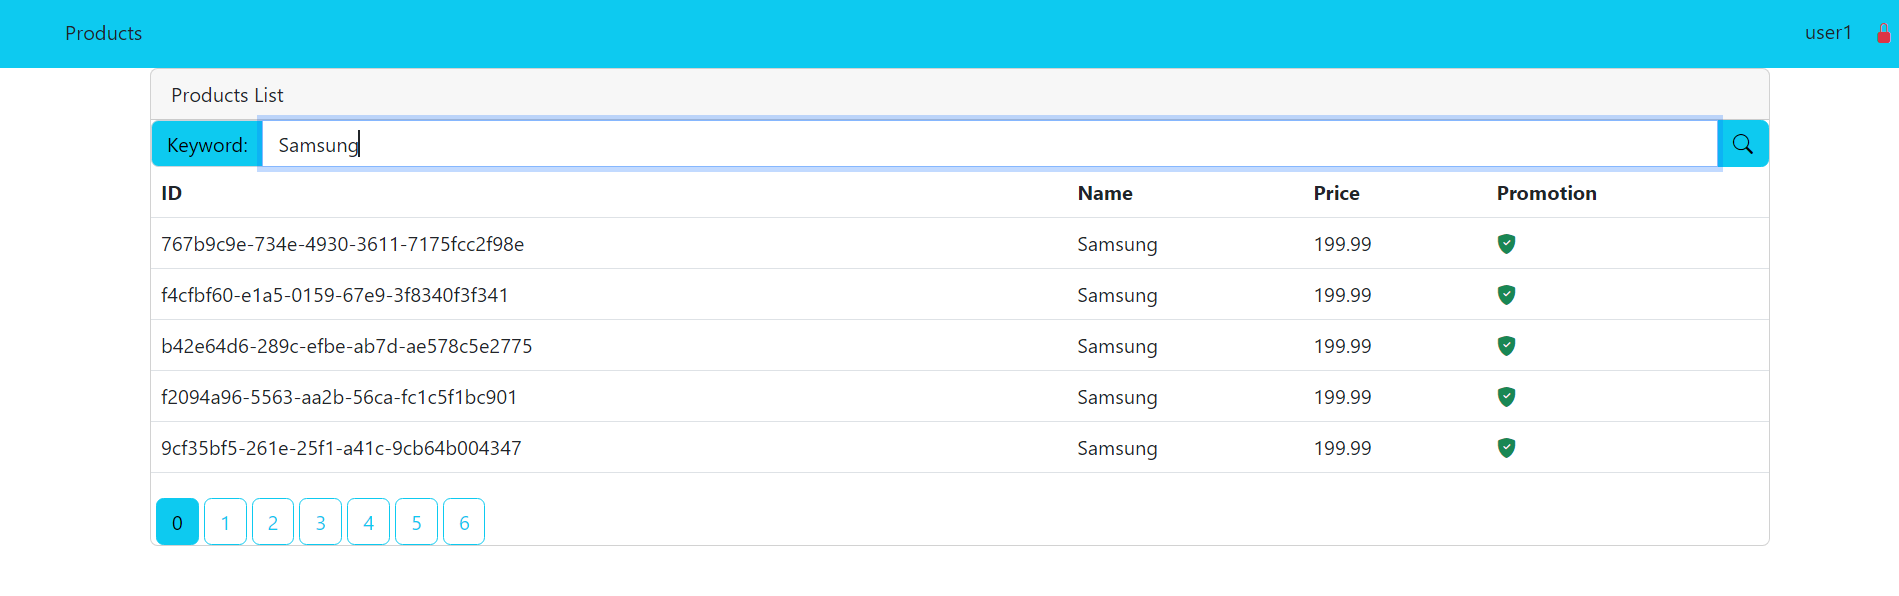 Products user1
Products List
Keyword: Samsung
ID Name Price Promotion
767b9c9e-734e-4930-3611-7175fcc2f98e Samsung 199.99
f4cfbf60-e1a5-0159-67e9-3f8340f3f341 Samsung 199.99
b42e64d6-289c-efbe-ab7d-ae578c5e2775 Samsung 199.99
f2094a96-5563-aa2b-56ca-fc1c5f1bc901 Samsung 199.99
9cf35bf5-261e-25f1-a41c-9cb64b004347 Samsung 199.99
0 1 2 3 4 5 6